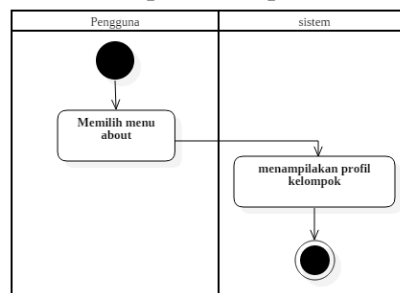 Pengguna
sistem
Memilih menu
about
menampilakan profil
kelompok